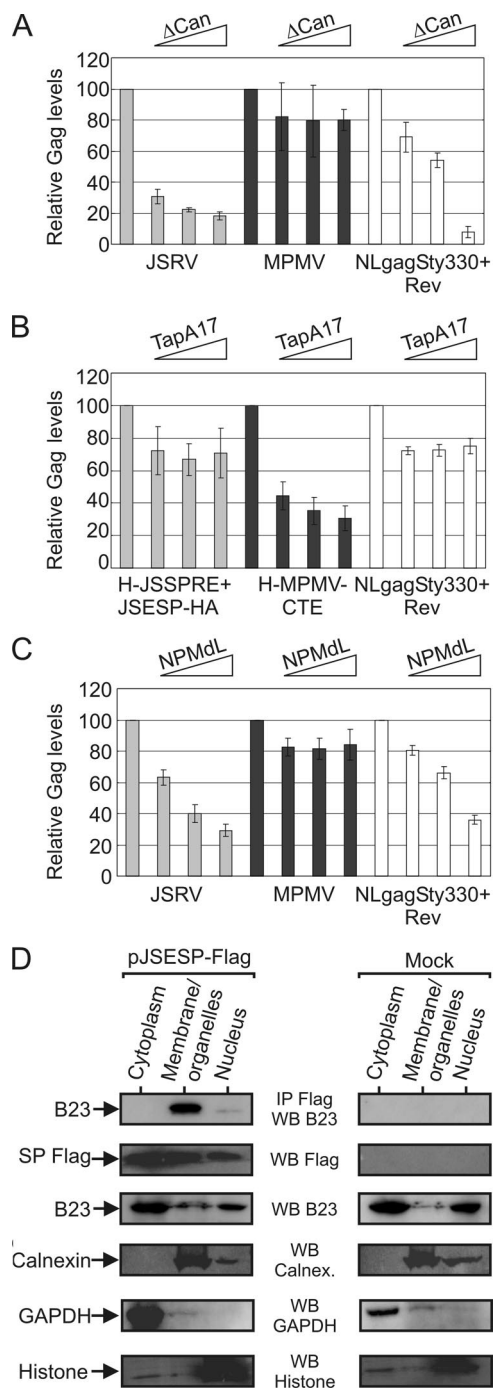 A
ΔCan ΔCan ΔCan
Relative Gag levels
120
100
80
60
40
20
0
JSRV MPMV NLgagSty330+
Rev
B
TapA17 TapA17 TapA17
Relative Gag levels
120
100
80
60
40
20
0
H-JSSPRE+ H-MPMV- NLgagSty330+
JSESP-HA CTE Rev
C
NPMdL NPMdL NPMdL
Relative Gag levels
120
100
80
60
40
20
0
JSRV MPMV NLgagSty330+
Rev
D
pJSESP-Flag Mock
Cytoplasm Membrane/ organelles Nucleus Cytoplasm Membrane/ organelles Nucleus
B23 IP Flag
WB B23
SP Flag WB Flag
B23 WB B23
Calnexin WB
Calnex.
GAPDH WB
GAPDH
Histone WB
Histone